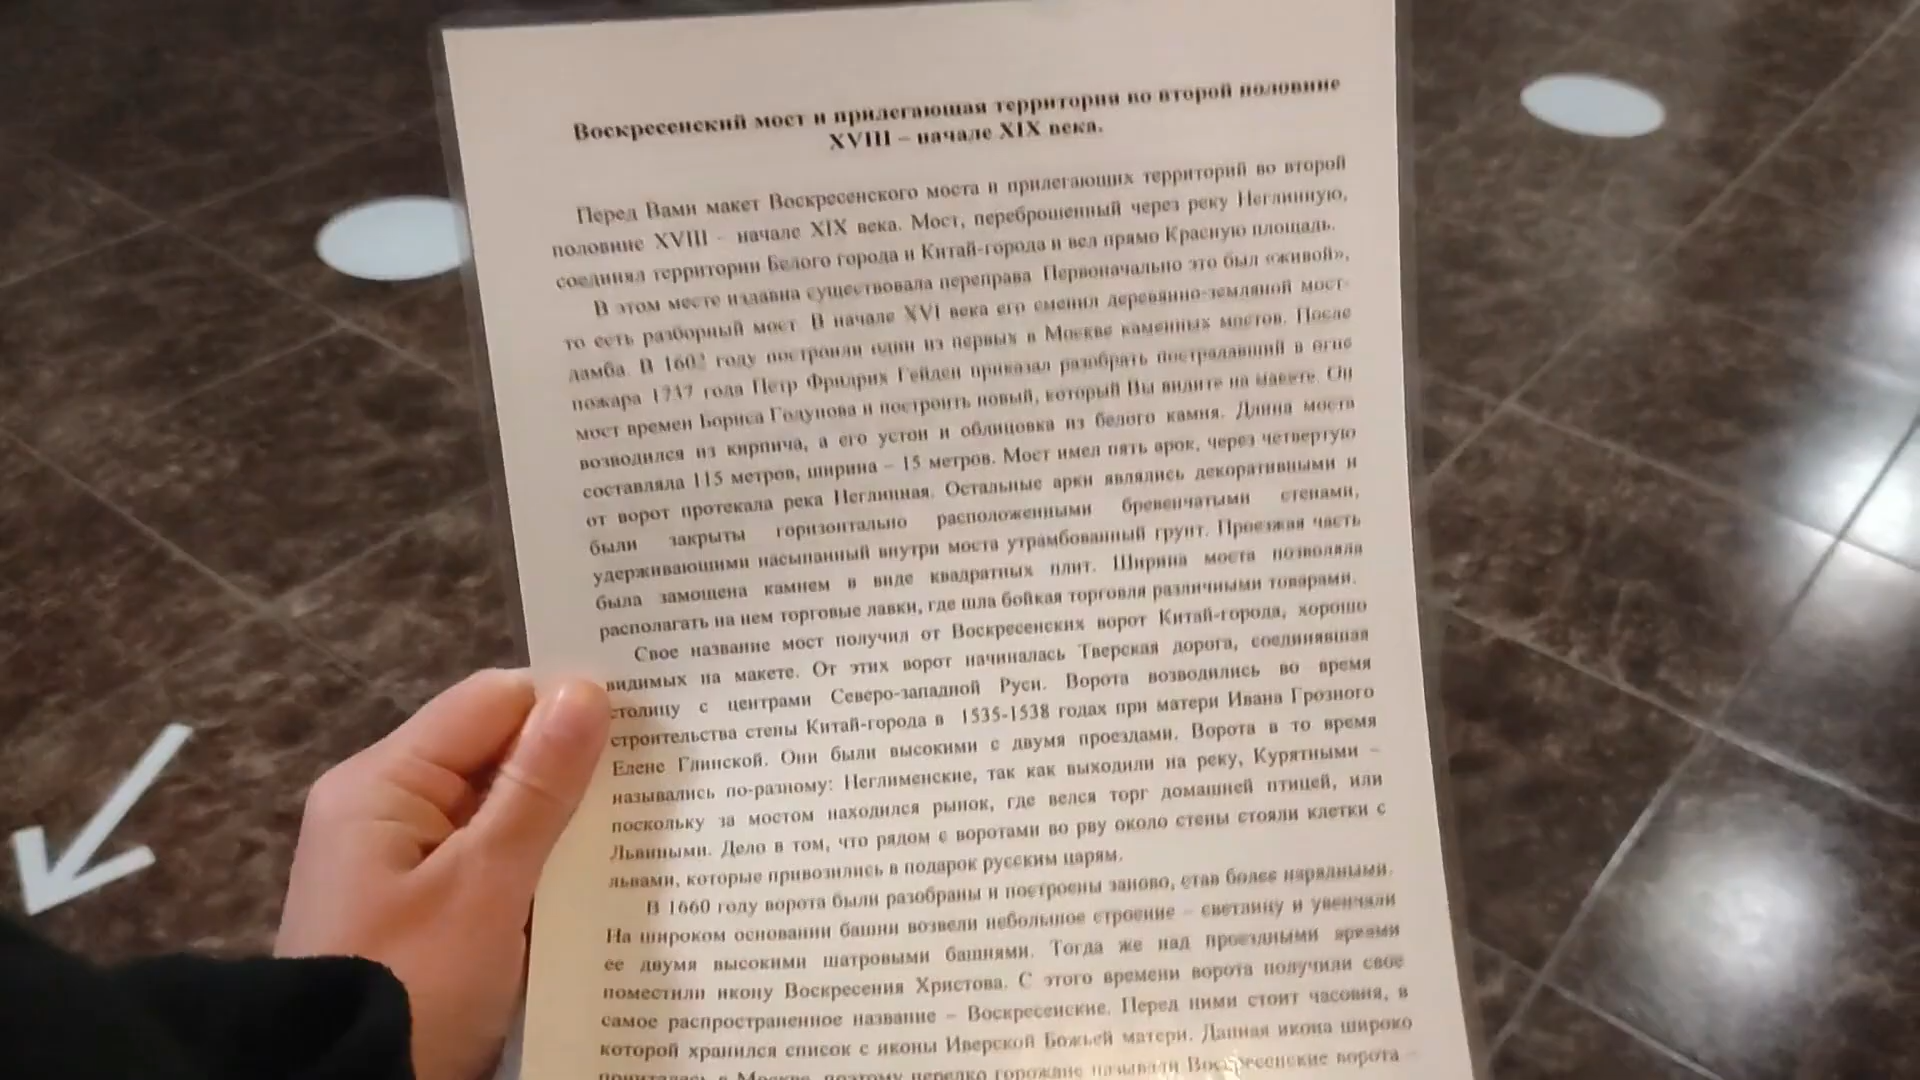 Воскресенский мост и прилегающая территория во второй половине
XVIII – начале XIX века.
Перед Вами макет Воскресенского моста и прилегающих территорий во второй
половине XVIII – начале XIX века. Мост, переброшенный через реку Неглинную,
соединял территории Белого города и Китай-города и вел прямо Красную площадь.
В этом месте издавна существовала переправа Первоначально это был «живой»,
то есть разборный мост. В начале XVI века его сменил деревянно-земляной мост-
дамба. В 1602 году построили один из первых в Москве каменных мостов. После
пожара 1737 года Петр Фридрих Гейден приказал разобрать пострадавший в огне
мост времен Бориса Годунова и построить новый, который Вы видите на макете. Он
возводился из кирпича, а его устои и облицовка из белого камня. Длина моста
составляла 115 метров, ширина – 15 метров. Мост имел пять арок, через четвертую
от ворот протекала река Неглинная. Остальные арки являлись декоративными и
были закрыты горизонтально расположенными бревенчатыми стенами,
удерживающими насыпанный внутри моста утрамбованный грунт. Проезжая часть
была замощена камнем в виде квадратных плит. Ширина моста позволяла
располагать на нем торговые лавки, где шла бойкая торговля различными товарами.
Свое название мост получил от Воскресенских ворот Китай-города, хорошо
видимых на макете. От этих ворот начиналась Тверская дорога, соединявшая
столицу с центрами Северо-западной Руси. Ворота возводились во время
строительства стены Китай-города в 1535-1538 годах при матери Ивана Грозного
Елене Глинской. Они были высокими с двумя проездами. Ворота в то время
назывались по-разному: Неглименские, так как выходили на реку, Курятными –
поскольку за мостом находился рынок, где велся торг домашней птицей, или
Львиными. Дело в том, что рядом с воротами во рву около стены стояли клетки с
львами, которые привозились в подарок русским царям.
В 1660 году ворота были разобраны и построены заново, став более нарядными.
На широком основании башни возвели небольшое строение – светлицу и увенчали
ее двумя высокими шатровыми башнями. Тогда же над проездными арками
поместили икону Воскресения Христова. С этого времени ворота получили свое
самое распространенное название – Воскресенские. Перед ними стоит часовня, в
которой хранился список с иконы Иверской Божьей матери. Данная икона широко
почиталась в Москве, поэтому нередко горожане называли Воскресенские ворота –